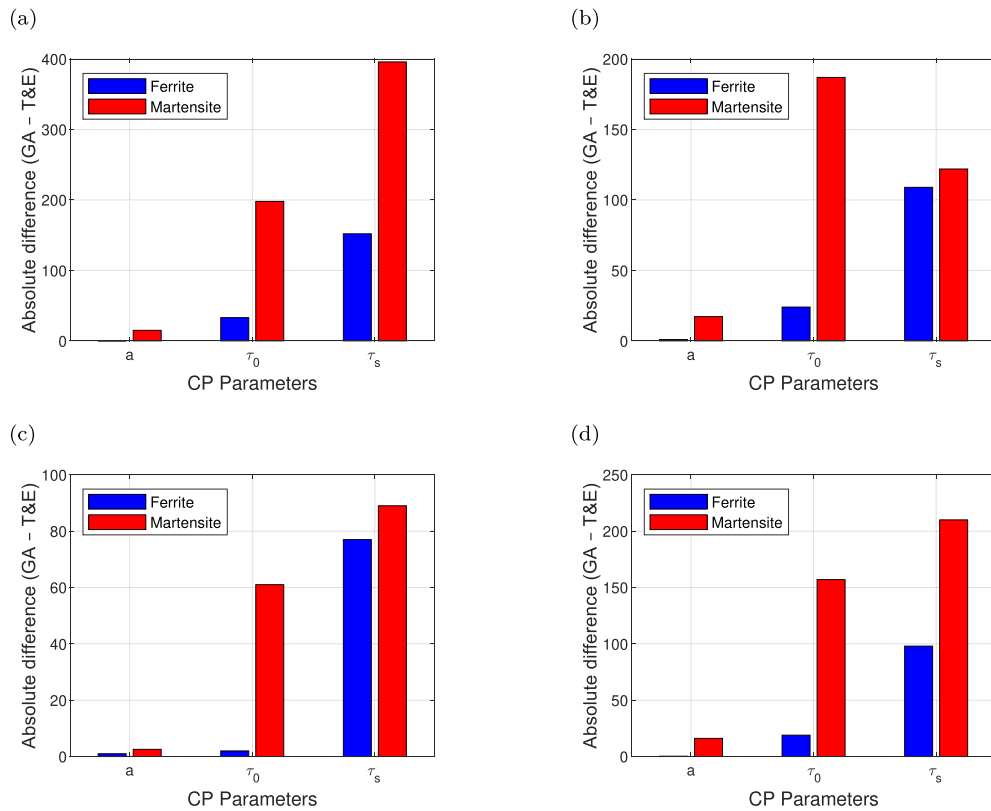 (a)
Absolute difference (GA − T&E)
400
300
200
100
0
Ferrite
Martensite
a
τ0
τs
CP Parameters
(b)
Absolute difference (GA − T&E)
200
150
100
50
0
Ferrite
Martensite
a
τ0
τs
CP Parameters
(c)
Absolute difference (GA − T&E)
100
80
60
40
20
0
Ferrite
Martensite
a
τ0
τs
CP Parameters
(d)
Absolute difference (GA − T&E)
250
200
150
100
50
0
Ferrite
Martensite
a
τ0
τs
CP Parameters